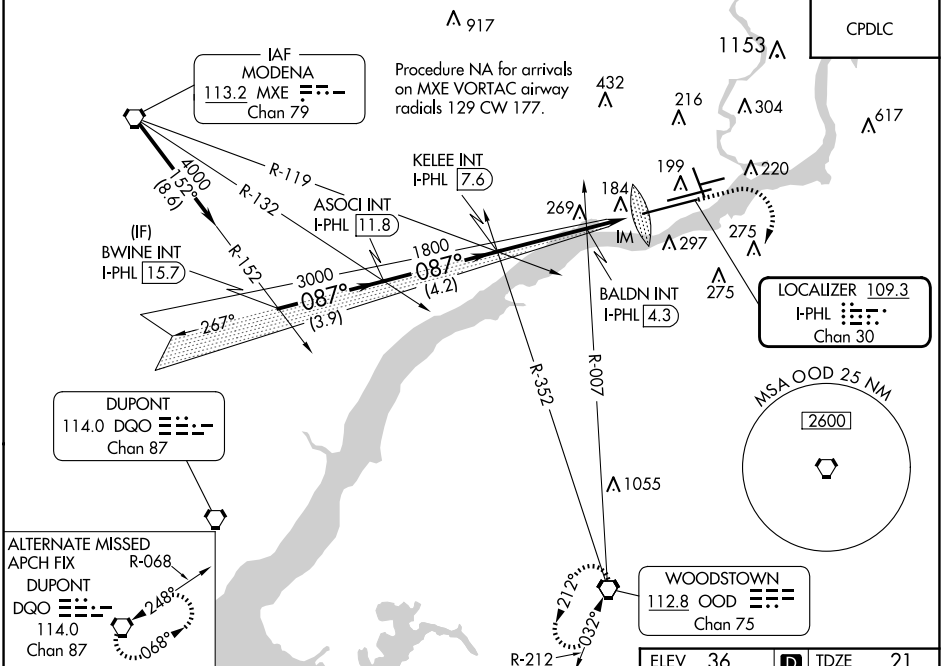 917
CPDLC
1153
IAF
MODENA
113.2 MXE
Chan 79
Procedure NA for arrivals
on MXE VORTAC airway
radials 129 CW 177.
432
216
304
617
4000
152°
(8.6)
R-119
R-132
R-152
KELEE INT
I-PHL 7.6
199
220
184
269
IM
297
275
275
ASOCI INT
I-PHL 11.8
(IF)
BWINE INT
I-PHL 15.7
3000
1800
087°
087°
(3.9)
(4.2)
267°
BALDN INT
I-PHL 4.3
LOCALIZER 109.3
I-PHL
Chan 30
R-352
R-007
MSA OOD 25 NM
2600
DUPONT
114.0 DQO
Chan 87
1055
ALTERNATE MISSED
APCH FIX
DUPONT
DQO
114.0
Chan 87
R-068
248°
068°
212°
032°
R-212
WOODSTOWN
112.8 OOD
Chan 75
ELEV 36
D
TDZE 21